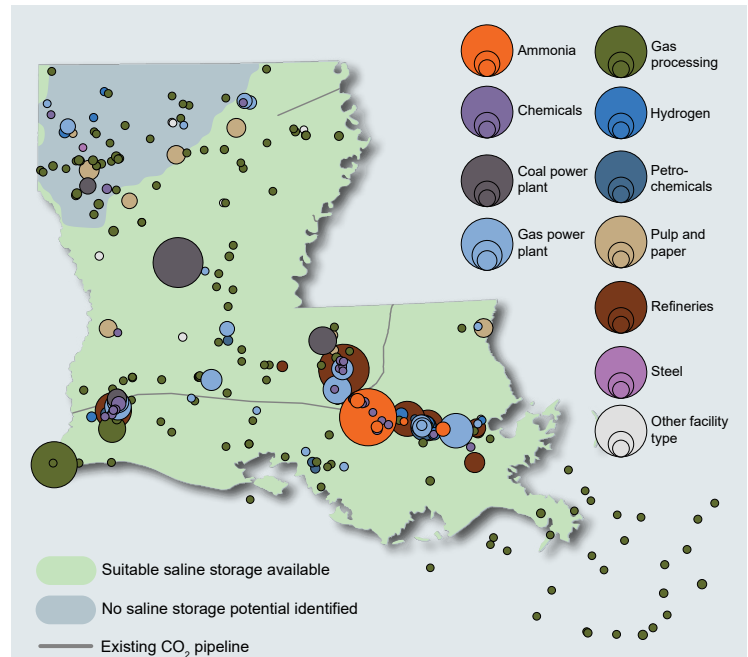 Ammonia
Gas
processing
Chemicals
Hydrogen
Coal power
plant
Petro-
chemicals
Gas power
plant
Pulp and
paper
Refineries
Steel
Other facility
type
Suitable saline storage available
No saline storage potential identified
Existing CO₂ pipeline